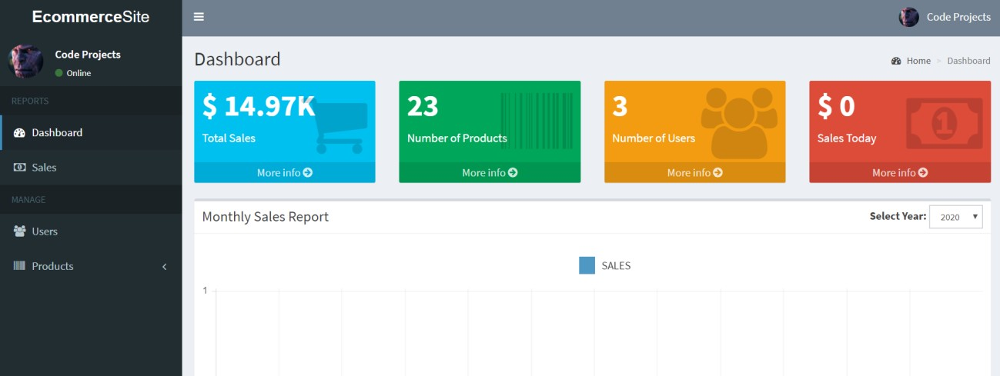 EcommerceSite
Code Projects
Code Projects
Online
REPORTS
Dashboard
Sales
MANAGE
Users
Products
Dashboard
Home > Dashboard
$ 14.97K
Total Sales
More info
23
Number of Products
More info
3
Number of Users
More info
$ 0
Sales Today
More info
Monthly Sales Report
Select Year: 2020
SALES
1